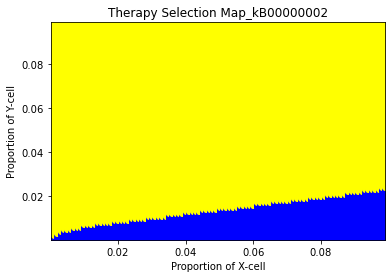 Therapy Selection Map_kB00000002
Proportion of Y-cell
0.08
0.06
0.04
0.02
0.02
0.04
0.06
0.08
Proportion of X-cell